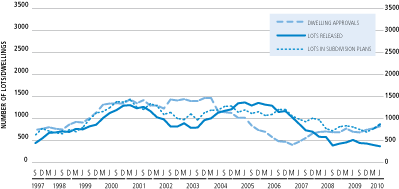 3500 3500
3000 3000
2500 2500
2000 2000
1500 1500
1000 1000
500 500
0 0
NUMBER OF LOTS/DWELLINGS
DWELLING APPROVALS
LOTS RELEASED
LOTS IN SUBDIVISION PLANS
S D M J S D M J S D M J S D M J S D M J S D M J S D M J S D M J S D M J S D M J S D M J S D M J S D M J
1997 1998 1999 2000 2001 2002 2003 2004 2005 2006 2007 2008 2009 2010